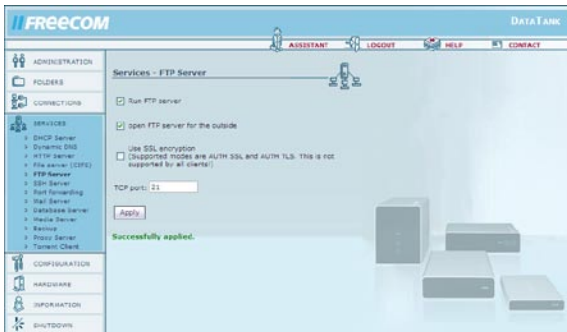 FREECOM
DATATANK
ASSISTANT
LOGOUT
HELP
CONTACT
ADMINISTRATION
FOLDERS
CONNECTIONS
SERVICES
DHCP Server
Dynamic DNS
HTTP Server
File server (CIFS)
FTP Server
SSH Server
Port forwarding
Mail Server
Database Server
Media Server
Backup
Proxy Server
Torrent Client
CONFIGURATION
HARDWARE
INFORMATION
SHUTDOWN
Services - FTP Server
Run FTP server
open FTP server for the outside
Use SSL encryption
(Supported modes are AUTH SSL and AUTH TLS. This is not
supported by all clients!)
TCP port: 21
Apply
Successfully applied.